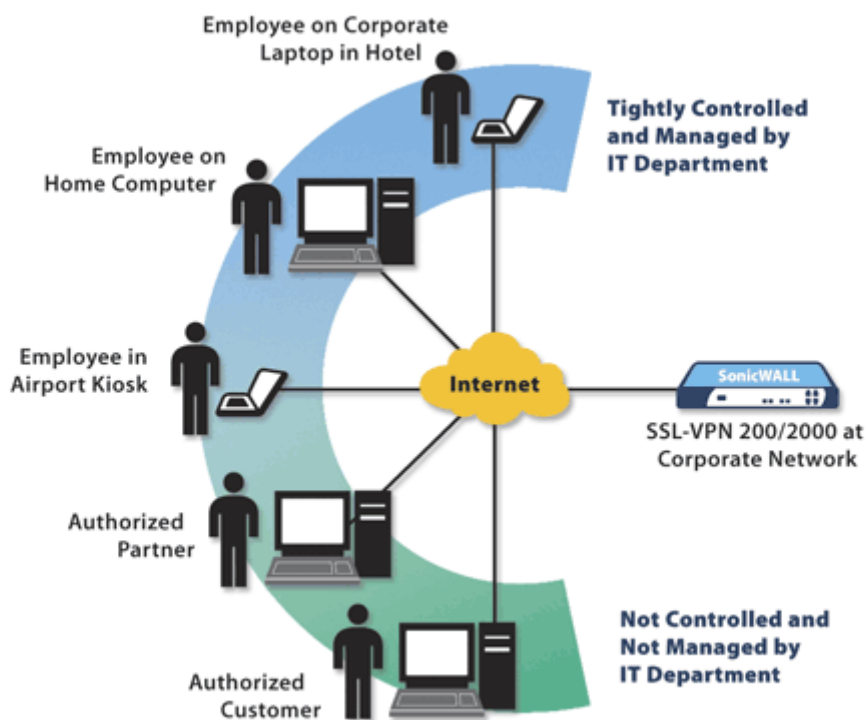 Employee on Corporate
Laptop in Hotel
Tightly Controlled
and Managed by
IT Department
Employee on
Home Computer
Employee in
Airport Kiosk
Internet
SonicWALL
SSL-VPN 200/2000 at
Corporate Network
Authorized
Partner
Not Controlled and
Not Managed by
IT Department
Authorized
Customer